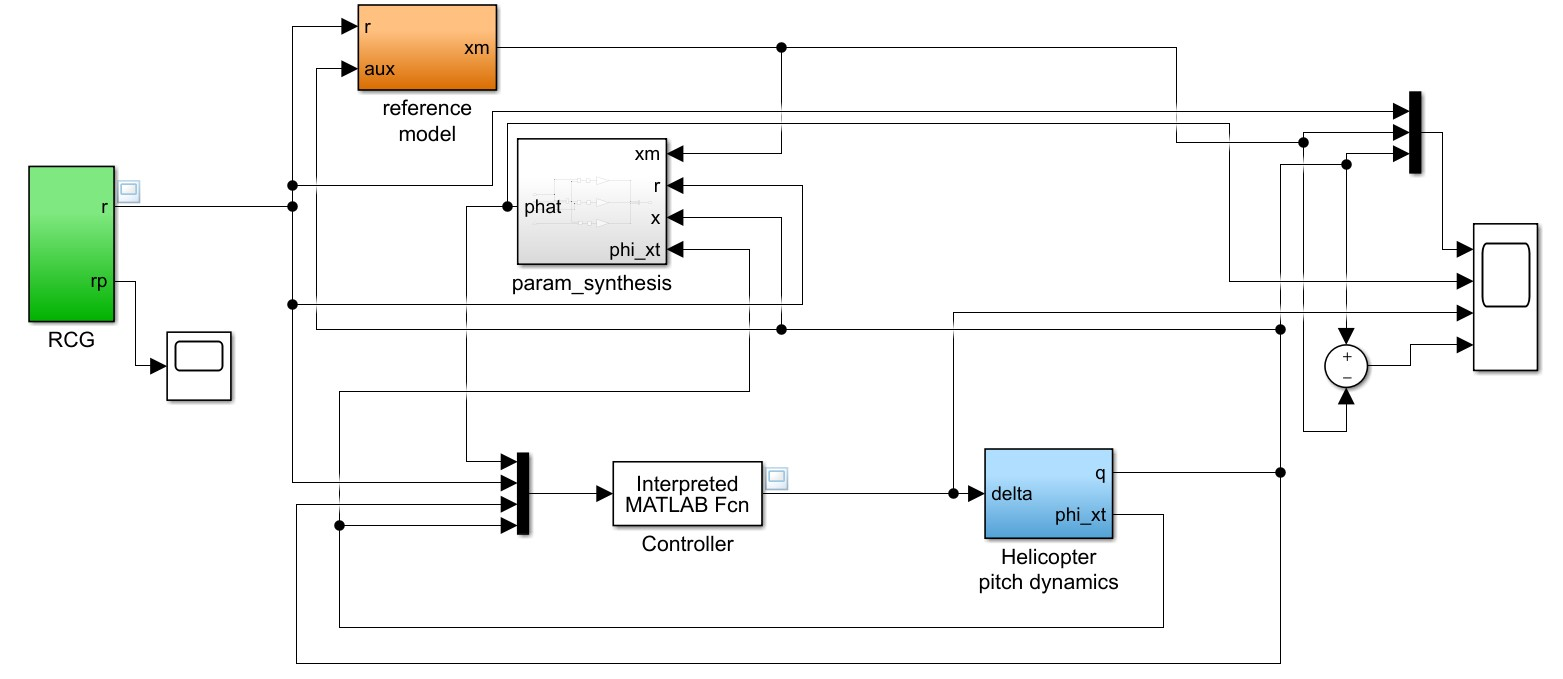 r
xm
aux
reference
model
xm
r
phat
x
phi_xt
param_synthesis
r
rp
RCG
+
−
Interpreted
MATLAB Fcn
Controller
q
delta
phi_xt
Helicopter
pitch dynamics